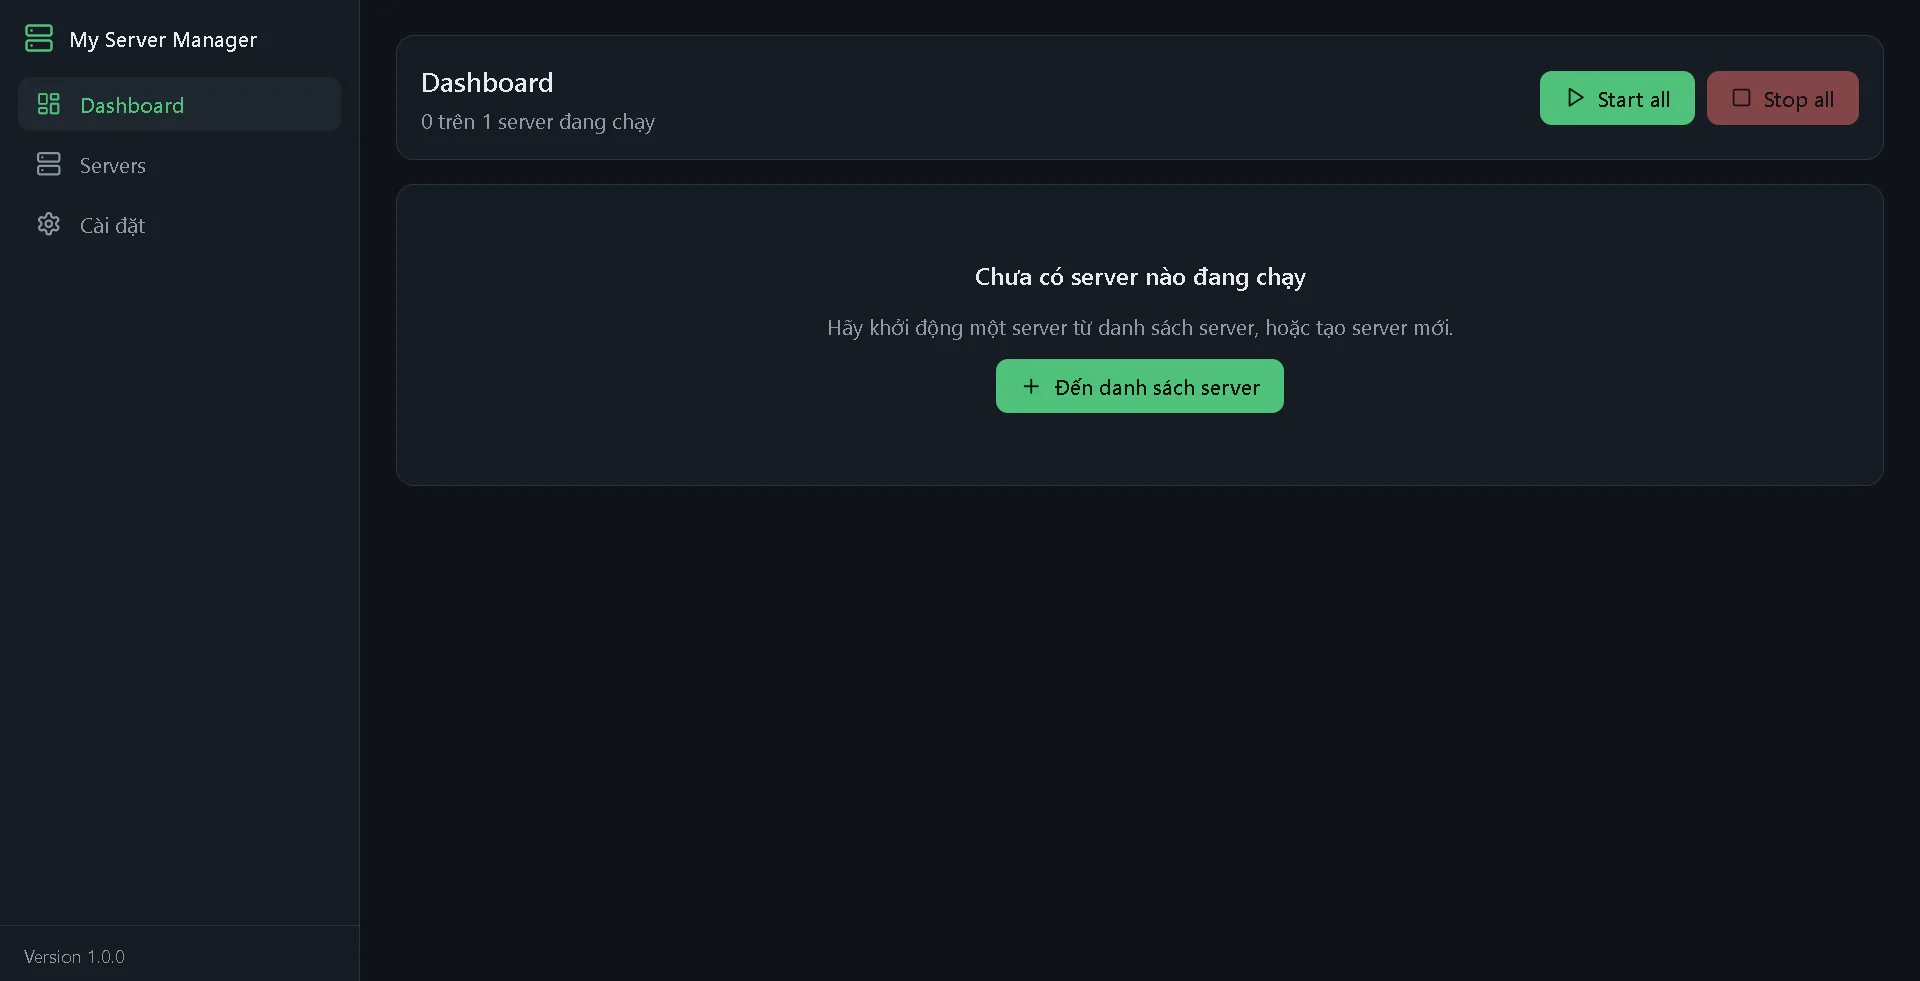 My Server Manager
Dashboard
Servers
Cài đặt
Version 1.0.0
Dashboard
0 trên 1 server đang chạy
Start all
Stop all
Chưa có server nào đang chạy
Hãy khởi động một server từ danh sách server, hoặc tạo server mới.
Đến danh sách server